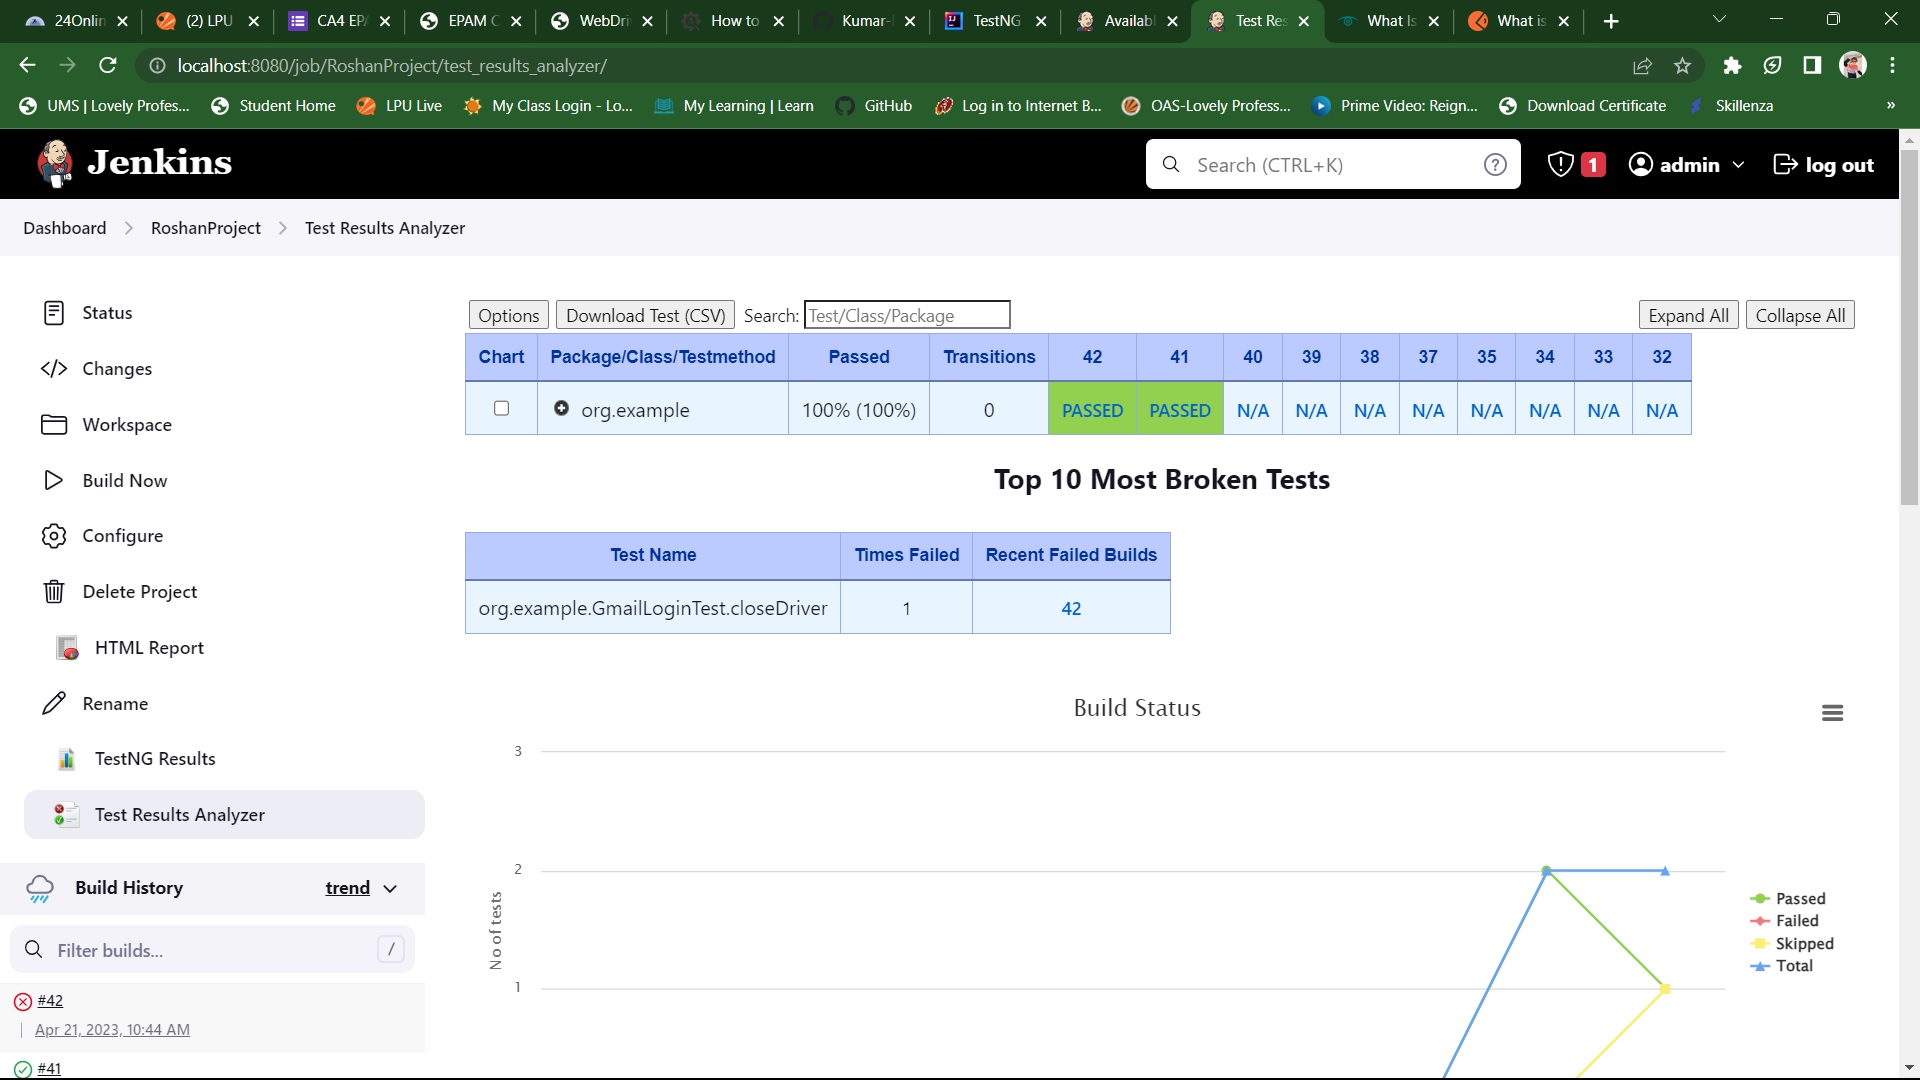 24Onlin
(2) LPU
CA4 EP
EPAM C
WebDri
How to
Kumar-
TestNG
Availabl
Test Res
What Is
What is
localhost:8080/job/RoshanProject/test_results_analyzer/
UMS | Lovely Profes...
Student Home
LPU Live
My Class Login - Lo...
My Learning | Learn
GitHub
Log in to Internet B...
OAS-Lovely Profess...
Prime Video: Reign...
Download Certificate
Skillenza
»
Jenkins
Search (CTRL+K)
?
1
admin
log out
Dashboard
RoshanProject
Test Results Analyzer
Status
Changes
Workspace
Build Now
Configure
Delete Project
HTML Report
Rename
TestNG Results
Test Results Analyzer
Build History
trend
Filter builds...
/
#42
Apr 21, 2023, 10:44 AM
#41
Options
Download Test (CSV)
Search: Test/Class/Package
Expand All
Collapse All
Chart Package/Class/Testmethod Passed Transitions 42 41 40 39 38 37 35 34 33 32
org.example 100% (100%) 0 PASSED PASSED N/A N/A N/A N/A N/A N/A N/A N/A
Top 10 Most Broken Tests
Test Name Times Failed Recent Failed Builds
org.example.GmailLoginTest.closeDriver 1 42
Build Status
3
2
1
No of tests
Passed
Failed
Skipped
Total